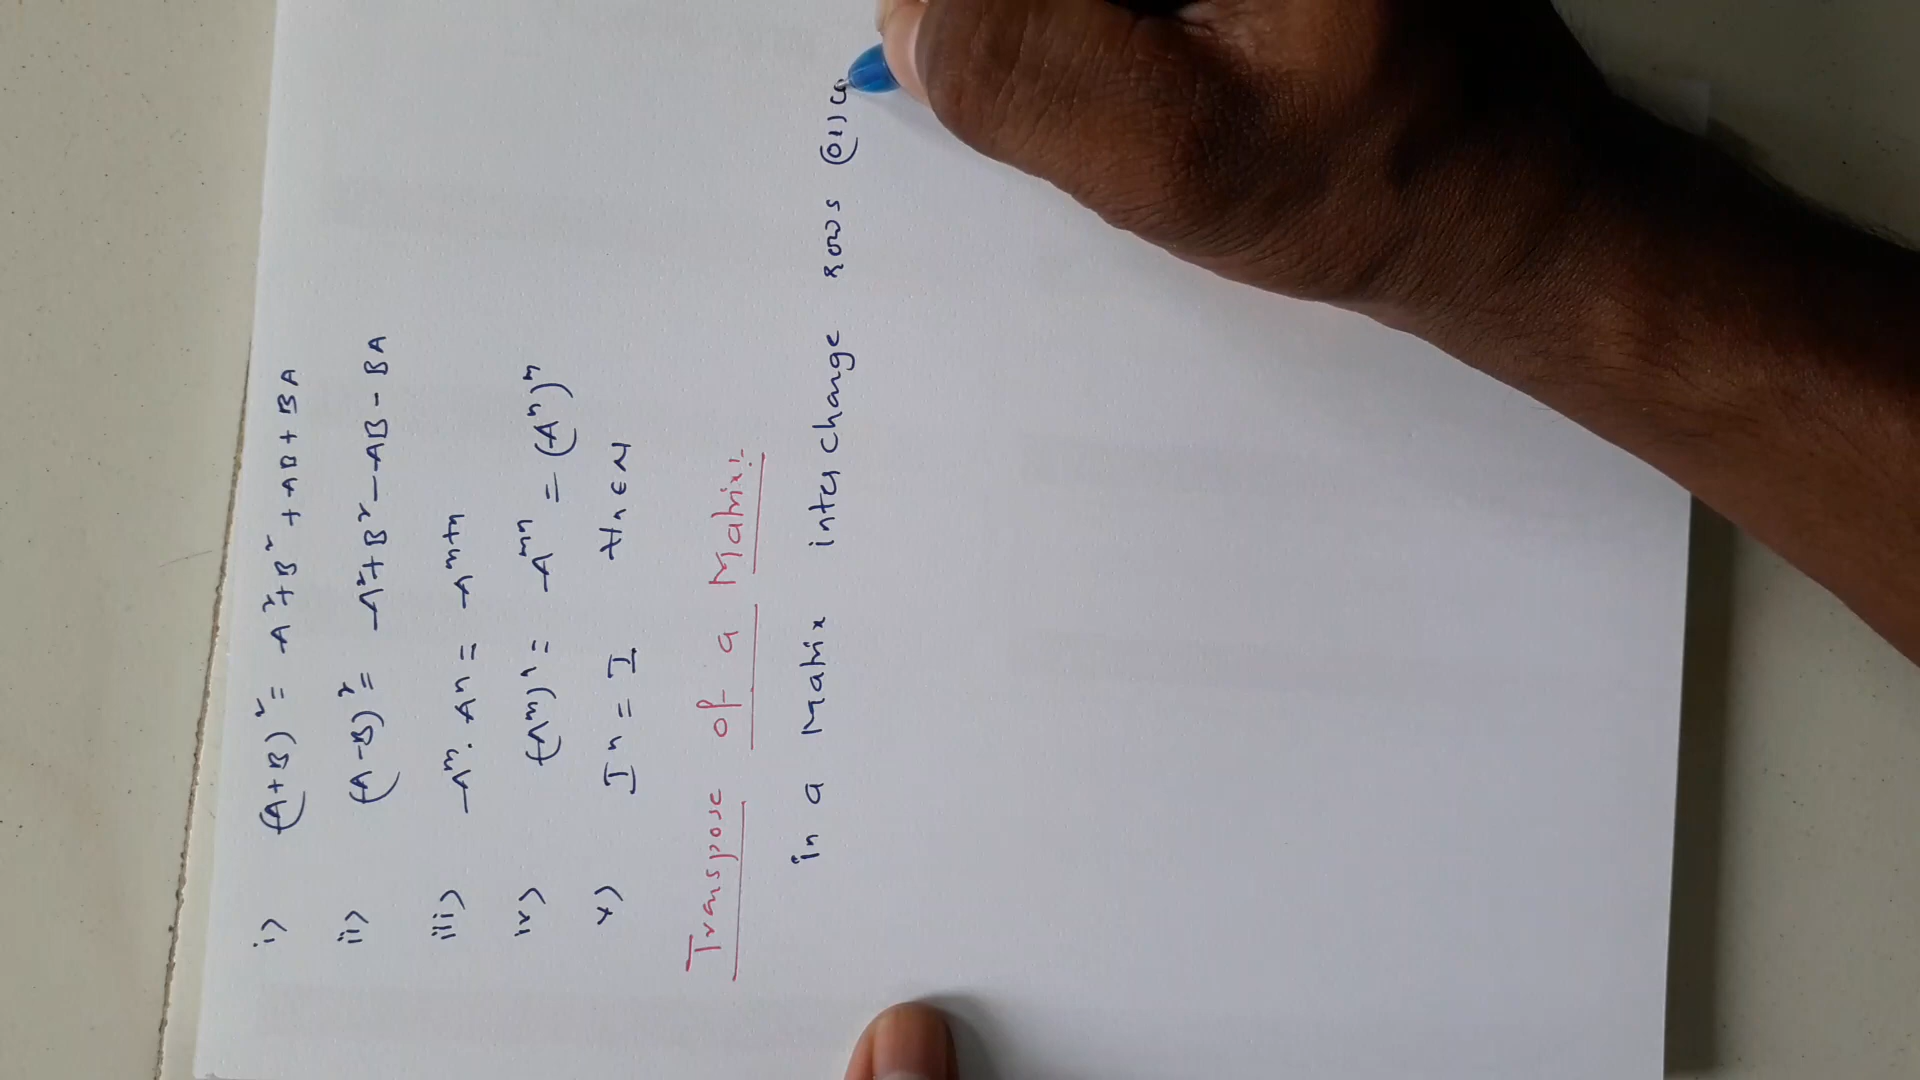 i) (A+B)² = A²+B²+AB+BA
ii) (A-B)² = A²+B²-AB-BA
iii) Aᵐ. Aⁿ = Aᵐ⁺ⁿ
iv) (Aᵐ)ⁿ = Aᵐⁿ = (Aⁿ)ᵐ
v) Iⁿ = I ∀n∈N
Transpose of a Matrix:-
in a Matrix interchange rows (or) co